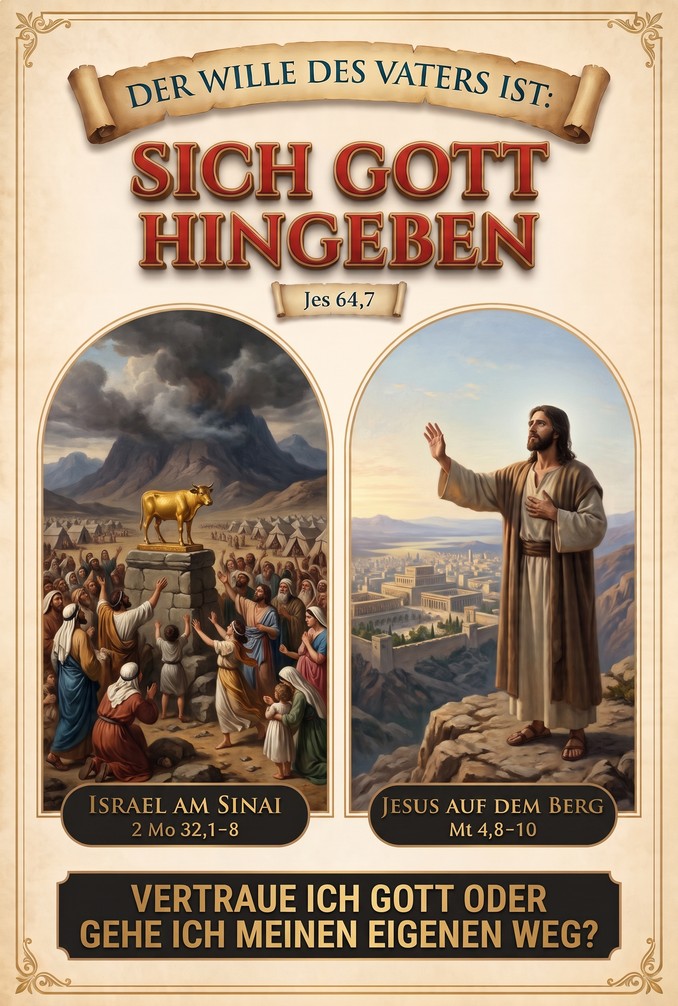 DER WILLE DES VATERS IST:
SICH GOTT
HINGEBEN
Jes 64,7
ISRAEL AM SINAI
2 Mo 32,1–8
JESUS AUF DEM BERG
Mt 4,8–10
VERTRAUE ICH GOTT ODER
GEHE ICH MEINEN EIGENEN WEG?